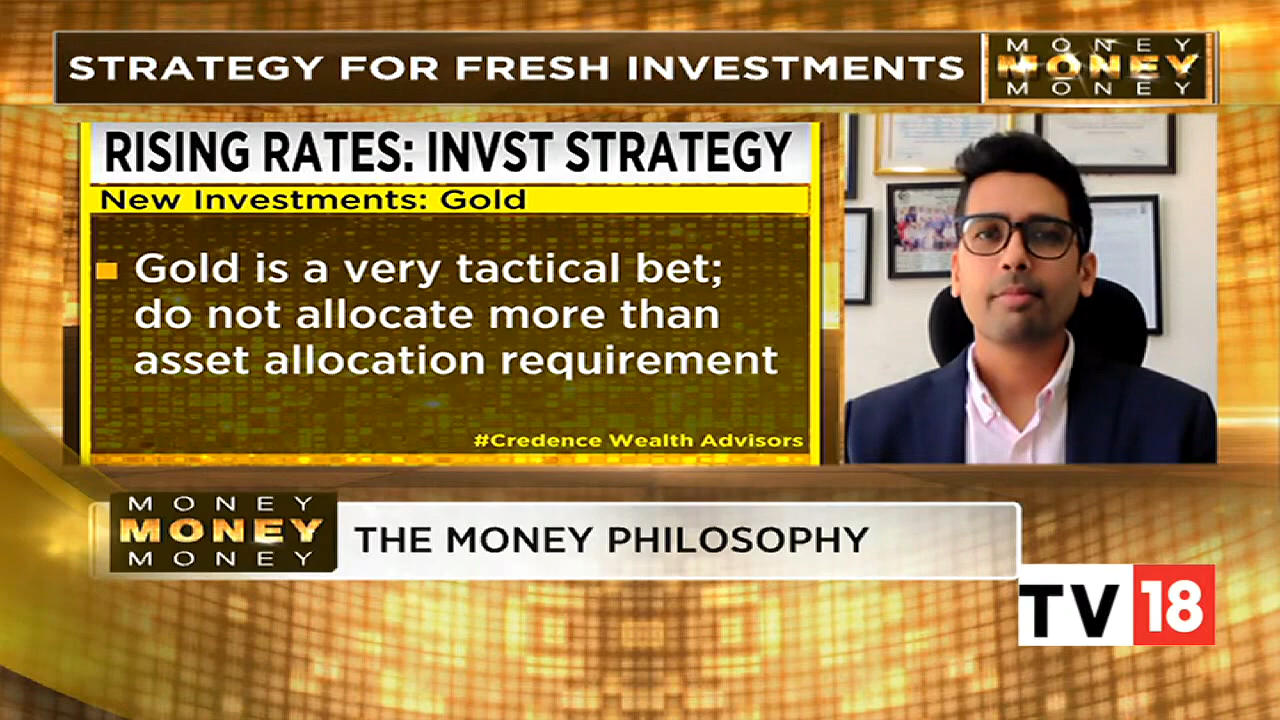 STRATEGY FOR FRESH INVESTMENTS
MONEY
MONEY
MONEY
RISING RATES: INVST STRATEGY
New Investments: Gold
Gold is a very tactical bet;
do not allocate more than
asset allocation requirement
#Credence Wealth Advisors
MONEY
MONEY
MONEY
THE MONEY PHILOSOPHY
TV18